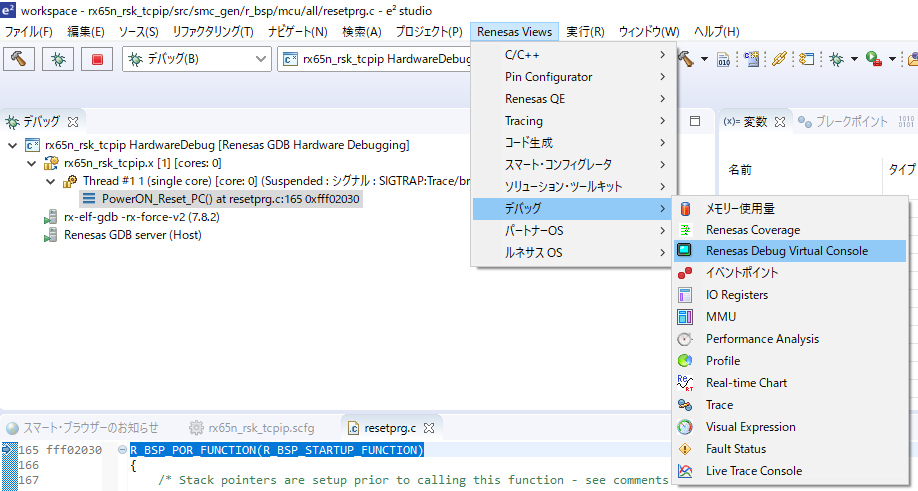 workspace - rx65n_rsk_tcpip/src/smc_gen/r_bsp/mcu/all/resetprg.c - e² studio
ファイル(F) 編集(E) ソース(S) リファクタリング(T) ナビゲート(N) 検索(A) プロジェクト(P) Renesas Views 実行(R) ウィンドウ(W) ヘルプ(H)
デバッグ(B) rx65n_rsk_tcpip HardwareDebug
C/C++
Pin Configurator
Renesas QE
Tracing
コード生成
スマート・コンフィグレータ
ソリューション・ツールキット
デバッグ
パートナーOS
ルネサス OS
メモリー使用量
Renesas Coverage
Renesas Debug Virtual Console
イベントポイント
IO Registers
MMU
Performance Analysis
Profile
Real-time Chart
Trace
Visual Expression
Fault Status
Live Trace Console
デバッグ
rx65n_rsk_tcpip HardwareDebug [Renesas GDB Hardware Debugging]
rx65n_rsk_tcpip.x [1] [cores: 0]
Thread #1 1 (single core) [core: 0] (Suspended : シグナル : SIGTRAP:Trace/br
PowerON_Reset_PC() at resetprg.c:165 0xfff02030
rx-elf-gdb -rx-force-v2 (7.8.2)
Renesas GDB server (Host)
(x)= 変数 ブレークポイント
名前 タイプ
スマート・ブラウザーのお知らせ rx65n_rsk_tcpip.scfg resetprg.c
165 fff02030 R_BSP_POR_FUNCTION(R_BSP_STARTUP_FUNCTION)
166 {
167 /* Stack pointers are setup prior to calling this function - see comments